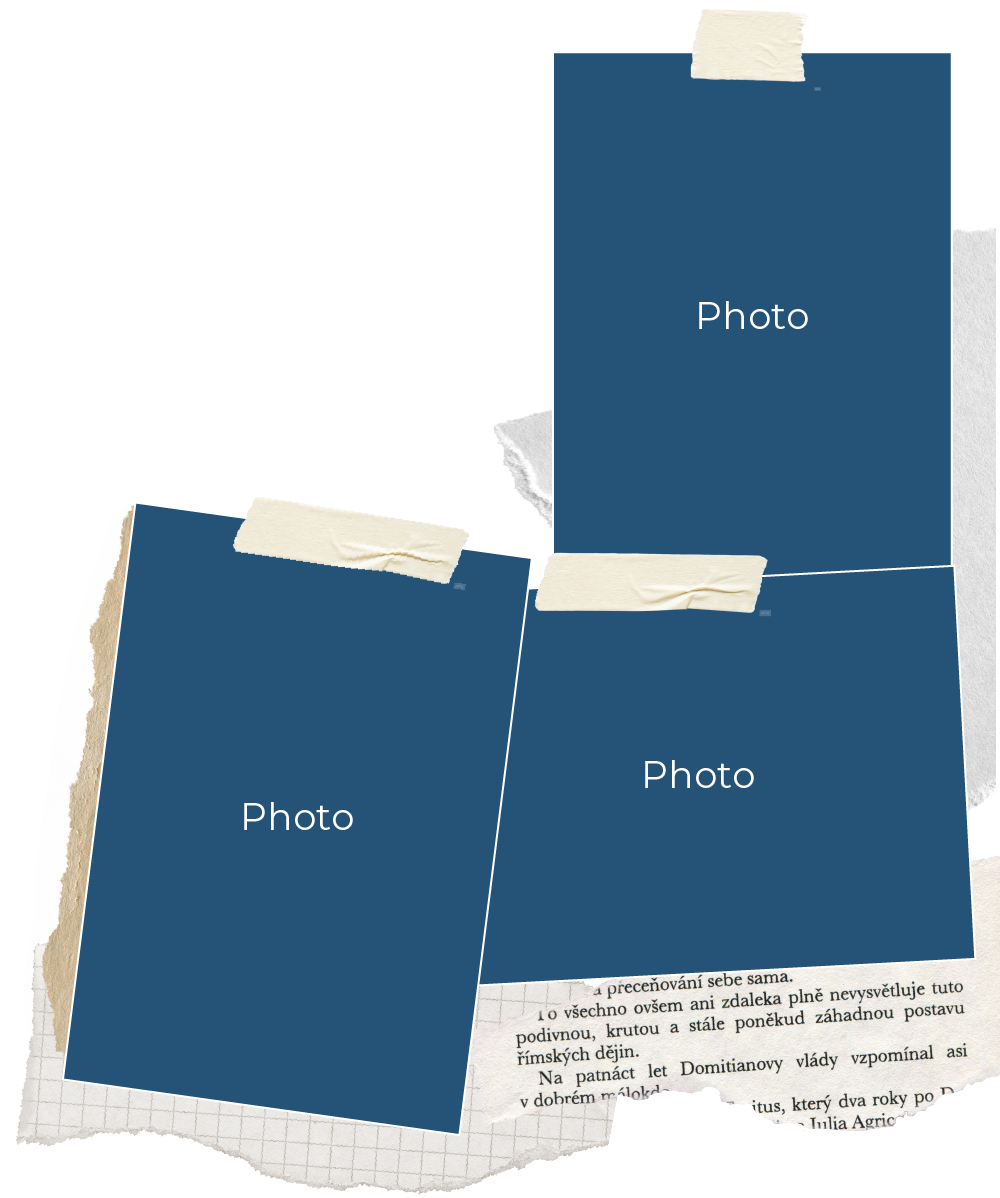 Photo
Photo
Photo
přeceňování sebe sama.
To všechno ovšem ani zdaleka plně nevysvětluje tuto
podivnou, krutou a stále poněkud záhadnou postavu
římských dějin.
Na patnáct let Domitianovy vlády vzpomínal asi
v dobrém málokdo
itus, který dva roky po
Julia Agric